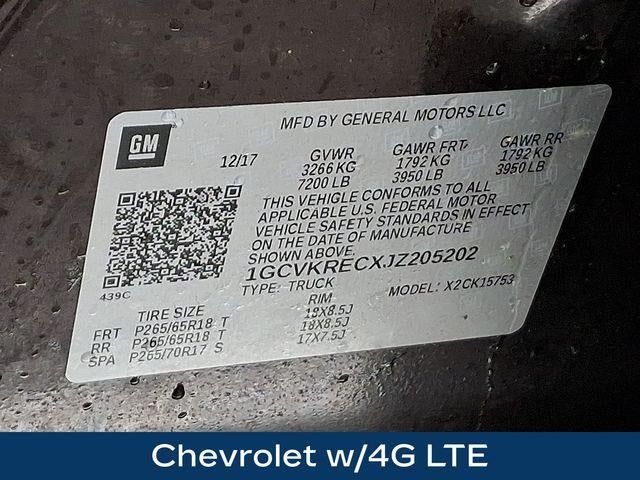 MFD BY GENERAL MOTORS LLC
GM
12/17 GVWR GAWR FRT GAWR RR
3266 KG 1792 KG 1792 KG
7200 LB 3950 LB 3950 LB
THIS VEHICLE CONFORMS TO ALL
APPLICABLE U.S. FEDERAL MOTOR
VEHICLE SAFETY STANDARDS IN EFFECT
ON THE DATE OF MANUFACTURE
SHOWN ABOVE.
1GCVKRECXJZ205202
439C
TYPE: TRUCK MODEL: X2CK15753
TIRE SIZE RIM
FRT P265/65R18 T 18X8.5J
RR P265/65R18 T 18X8.5J
SPA P265/70R17 S 17X7.5J
Chevrolet w/4G LTE